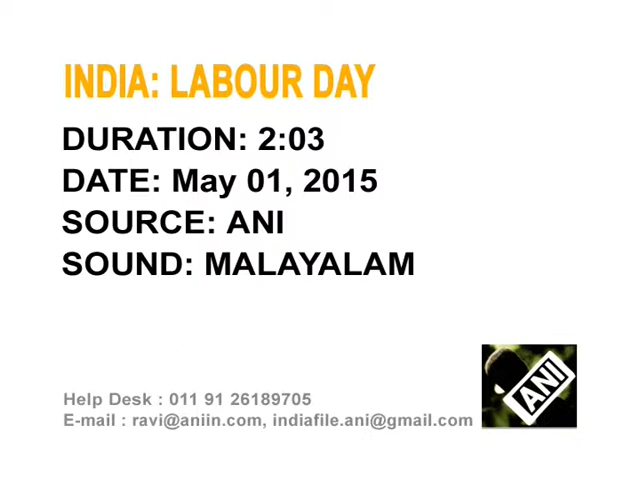 INDIA: LABOUR DAY
DURATION: 2:03
DATE: May 01, 2015
SOURCE: ANI
SOUND: MALAYALAM
Help Desk : 011 91 26189705
E-mail : ravi@aniin.com, indiafile.ani@gmail.com
ANI